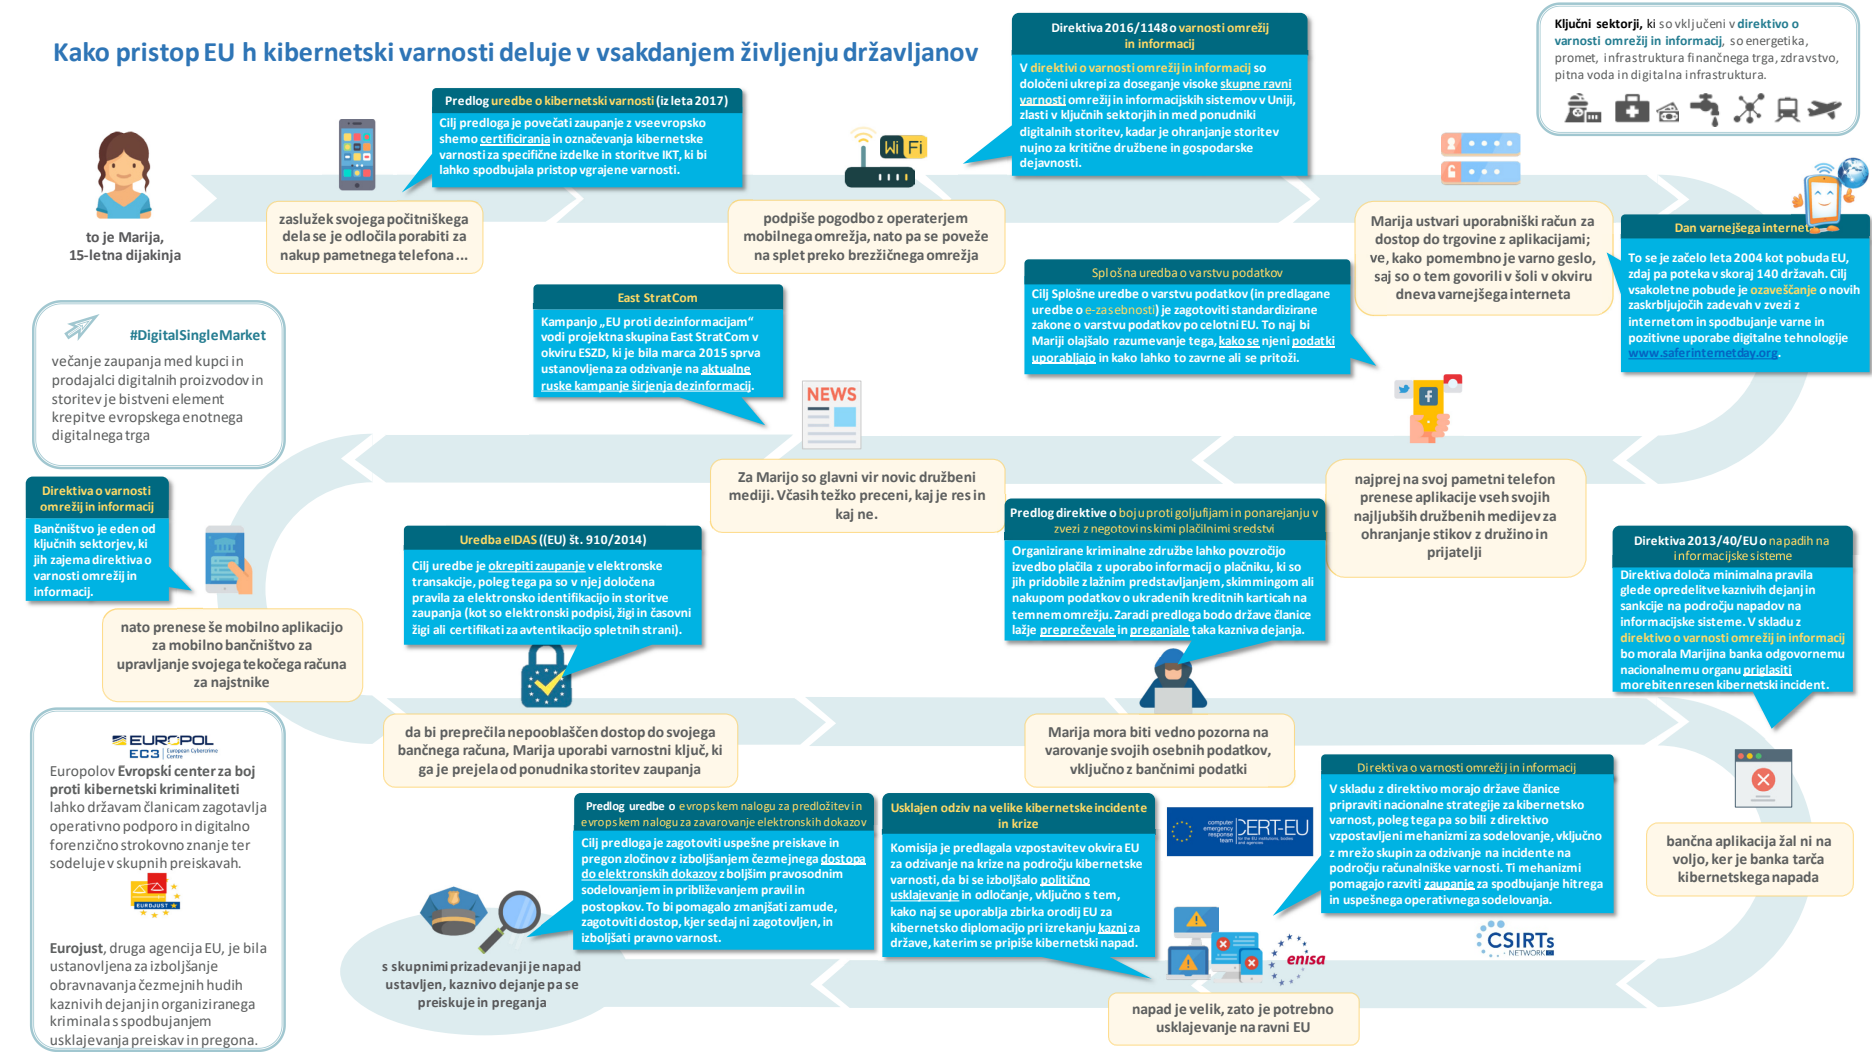 Kako pristop EU h kibernetski varnosti deluje v vsakdanjem življenju državljanov
to je Marija,
15-letna dijakinja
Predlog uredbe o kibernetski varnosti (iz leta 2017)
Cilj predloga je povečati zaupanje z vseevropsko
shemo certificiranja in označevanja kibernetske
varnosti za specifične izdelke in storitve IKT, ki bi
lahko spodbujala pristop vgrajene varnosti.
zaslužek svojega počitniškega
dela se je odločila porabiti za
nakup pametnega telefona ...
Wi Fi
podpiše pogodbo z operaterjem
mobilnega omrežja, nato pa se poveže
na splet preko brezžičnega omrežja
Direktiva 2016/1148 o varnosti omrežij
in informacij
V direktivi o varnosti omrežij in informacij so
določeni ukrepi za doseganje visoke skupne ravni
varnosti omrežij in informacijskih sistemov v Uniji,
zlasti v ključnih sektorjih in med ponudniki
digitalnih storitev, kadar je ohranjanje storitev
nujno za kritične družbene in gospodarske
dejavnosti.
Ključni sektorji, ki so vključeni v direktivo o
varnosti omrežij in informacij, so energetika,
promet, infrastruktura finančnega trga, zdravstvo,
pitna voda in digitalna infrastruktura.
Marija ustvari uporabniški račun za
dostop do trgovine z aplikacijami;
ve, kako pomembno je varno geslo,
saj so o tem govorili v šoli v okviru
dneva varnejšega interneta
Dan varnejšega internet
To se je začelo leta 2004 kot pobuda EU,
zdaj pa poteka v skoraj 140 državah. Cilj
vsakoletne pobude je ozaveščanje o novih
zaskrbljujočih zadevah v zvezi z
internetom in spodbujanje varne in
pozitivne uporabe digitalne tehnologije
www.saferinternetday.org.
Splošna uredba o varstvu podatkov
Cilj Splošne uredbe o varstvu podatkov (in predlagane
uredbe o e-zasebnosti) je zagotoviti standardizirane
zakone o varstvu podatkov po celotni EU. To naj bi
Mariji olajšalo razumevanje tega, kako se njeni podatki
uporabljajo in kako lahko to zavrne ali se pritoži.
najprej na svoj pametni telefon
prenese aplikacije vseh svojih
najljubših družbenih medijev za
ohranjanje stikov z družino in
prijatelji
East StratCom
Kampanjo „EU proti dezinformacijam“
vodi projektna skupina East StratCom v
okviru ESZD, ki je bila marca 2015 sprva
ustanovljena za odzivanje na aktualne
ruske kampanje širjenja dezinformacij.
NEWS
Za Marijo so glavni vir novic družbeni
mediji. Včasih težko preceni, kaj je res in
kaj ne.
#DigitalSingleMarket
večanje zaupanja med kupci in
prodajalci digitalnih proizvodov in
storitev je bistveni element
krepitve evropskega enotnega
digitalnega trga
Direktiva o varnosti
omrežij in informacij
Bančništvo je eden od
ključnih sektorjev, ki
jih zajema direktiva o
varnosti omrežij in
informacij.
nato prenese še mobilno aplikacijo
za mobilno bančništvo za
upravljanje svojega tekočega računa
za najstnike
Uredba eIDAS ((EU) št. 910/2014)
Cilj uredbe je okrepiti zaupanje v elektronske
transakcije, poleg tega pa so v njej določena
pravila za elektronsko identifikacijo in storitve
zaupanja (kot so elektronski podpisi, žigi in časovni
žigi ali certifikati za avtentikacijo spletnih strani).
da bi preprečila nepooblaščen dostop do svojega
bančnega računa, Marija uporabi varnostni ključ, ki
ga je prejela od ponudnika storitev zaupanja
Predlog direktive o boju proti goljufijam in ponarejanju v
zvezi z negotovinskimi plačilnimi sredstvi
Organizirane kriminalne združbe lahko povzročijo
izvedbo plačila z uporabo informacij o plačniku, ki so
jih pridobile z lažnim predstavljanjem, skimmingom ali
nakupom podatkov o ukradenih kreditnih karticah na
temnem omrežju. Zaradi predloga bodo države članice
lažje preprečevale in preganjale taka kazniva dejanja.
Marija mora biti vedno pozorna na
varovanje svojih osebnih podatkov,
vključno z bančnimi podatki
Direktiva 2013/40/EU o napadih na
informacijske sisteme
Direktiva določa minimalna pravila
glede opredelitve kaznivih dejanj in
sankcije na področju napadov na
informacijske sisteme. V skladu z
direktivo o varnosti omrežij in informacij
bo morala Marijina banka odgovornemu
nacionalnemu organu priglasiti
morebiten resen kibernetski incident.
bančna aplikacija žal ni na
voljo, ker je banka tarča
kibernetskega napada
Direktiva o varnosti omrežij in informacij
V skladu z direktivo morajo države članice
pripraviti nacionalne strategije za kibernetsko
varnost, poleg tega pa so bili z direktivo
vzpostavljeni mehanizmi za sodelovanje, vključno
z mrežo skupin za odzivanje na incidente na
področju računalniške varnosti. Ti mehanizmi
pomagajo razviti zaupanje za spodbujanje hitrega
in uspešnega operativnega sodelovanja.
CSIRTs
NETWORK
computer
emergency
response
team
CERT-EU
for the EU institutions, bodies
and agencies
enisa
napad je velik, zato je potrebno
usklajevanje na ravni EU
Usklajen odziv na velike kibernetske incidente
in krize
Komisija je predlagala vzpostavitev okvira EU
za odzivanje na krize na področju kibernetske
varnosti, da bi se izboljšalo politično
usklajevanje in odločanje, vključno s tem,
kako naj se uporablja zbirka orodij EU za
kibernetsko diplomacijo pri izrekanju kazni za
države, katerim se pripiše kibernetski napad.
Predlog uredbe o evropskem nalogu za predložitev in
evropskem nalogu za zavarovanje elektronskih dokazov
Cilj predloga je zagotoviti uspešne preiskave in
pregon zločinov z izboljšanjem čezmejnega dostopa
do elektronskih dokazov z boljšim pravosodnim
sodelovanjem in približevanjem pravil in
postopkov. To bi pomagalo zmanjšati zamude,
zagotoviti dostop, kjer sedaj ni zagotovljen, in
izboljšati pravno varnost.
s skupnimi prizadevanji je napad
ustavljen, kaznivo dejanje pa se
preiskuje in preganja
EUROPOL
EC3 European Cybercrime
Centre
Europolov Evropski center za boj
proti kibernetski kriminaliteti
lahko državam članicam zagotavlja
operativno podporo in digitalno
forenzično strokovno znanje ter
sodeluje v skupnih preiskavah.
EUROJUST
Eurojust, druga agencija EU, je bila
ustanovljena za izboljšanje
obravnavanja čezmejnih hudih
kaznivih dejanj in organiziranega
kriminala s spodbujanjem
usklajevanja preiskav in pregona.